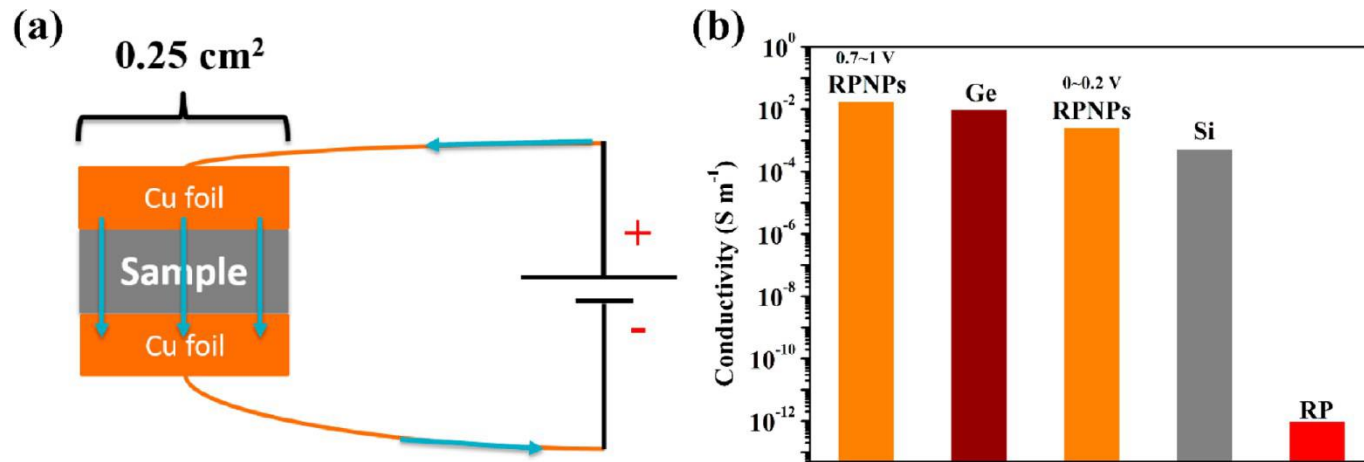 (a)
0.25 cm²
Cu foil
Sample
Cu foil
+
-
(b)
Conductivity (S m⁻¹)
10⁰
10⁻²
10⁻⁴
10⁻⁶
10⁻⁸
10⁻¹⁰
10⁻¹²
0.7~1 V
RPNPs
Ge
0~0.2 V
RPNPs
Si
RP